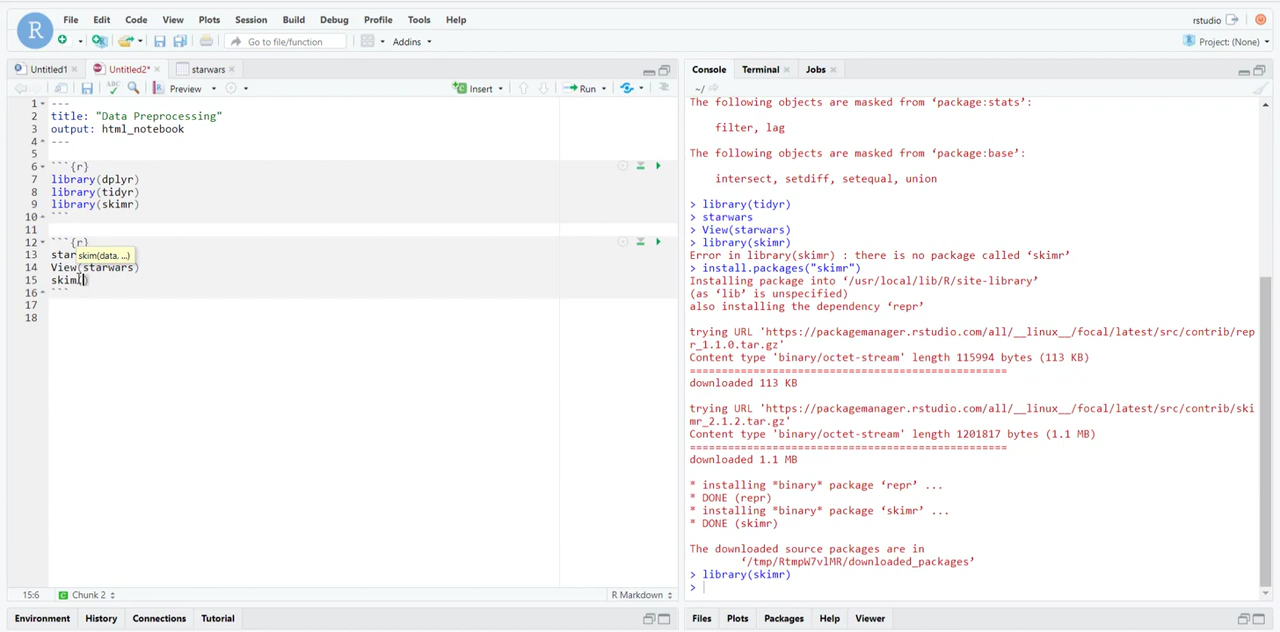 R
File Edit Code View Plots Session Build Debug Profile Tools Help
rstudio
Go to file/function
Addins
Project: (None)
Untitled1
Untitled2*
starwars
ABC
Preview
Insert
Run
1 ---
2 title: "Data Preprocessing"
3 output: html_notebook
4 ---
5
6 ```{r}
7 library(dplyr)
8 library(tidyr)
9 library(skimr)
10 ```
11
12 ```{r}
13 star
skim(data, ...)
14 View(starwars)
15 skim()
16 ```
17
18
15:6
Chunk 2
R Markdown
Environment History Connections Tutorial
Console Terminal Jobs
~/
The following objects are masked from ‘package:stats’:
filter, lag
The following objects are masked from ‘package:base’:
intersect, setdiff, setequal, union
> library(tidyr)
> starwars
> View(starwars)
> library(skimr)
Error in library(skimr) : there is no package called ‘skimr’
> install.packages("skimr")
Installing package into ‘/usr/local/lib/R/site-library’
(as ‘lib’ is unspecified)
also installing the dependency ‘repr’
trying URL 'https://packagemanager.rstudio.com/all/__linux__/focal/latest/src/contrib/rep
r_1.1.0.tar.gz'
Content type 'binary/octet-stream' length 115994 bytes (113 KB)
==================================================
downloaded 113 KB
trying URL 'https://packagemanager.rstudio.com/all/__linux__/focal/latest/src/contrib/ski
mr_2.1.2.tar.gz'
Content type 'binary/octet-stream' length 1201817 bytes (1.1 MB)
==================================================
downloaded 1.1 MB
* installing *binary* package ‘repr’ ...
* DONE (repr)
* installing *binary* package ‘skimr’ ...
* DONE (skimr)
The downloaded source packages are in
‘/tmp/RtmpW7vlMR/downloaded_packages’
> library(skimr)
>
Files Plots Packages Help Viewer